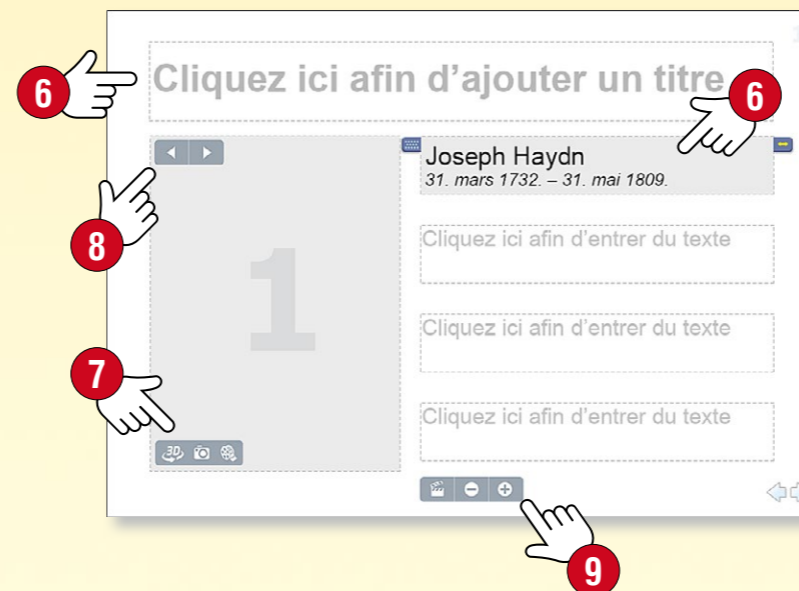 6
Cliquez ici afin d'ajouter un titre
6
Joseph Haydn
31. mars 1732. – 31. mai 1809.
8
1
Cliquez ici afin d'entrer du texte
Cliquez ici afin d'entrer du texte
7
Cliquez ici afin d'entrer du texte
3D
9